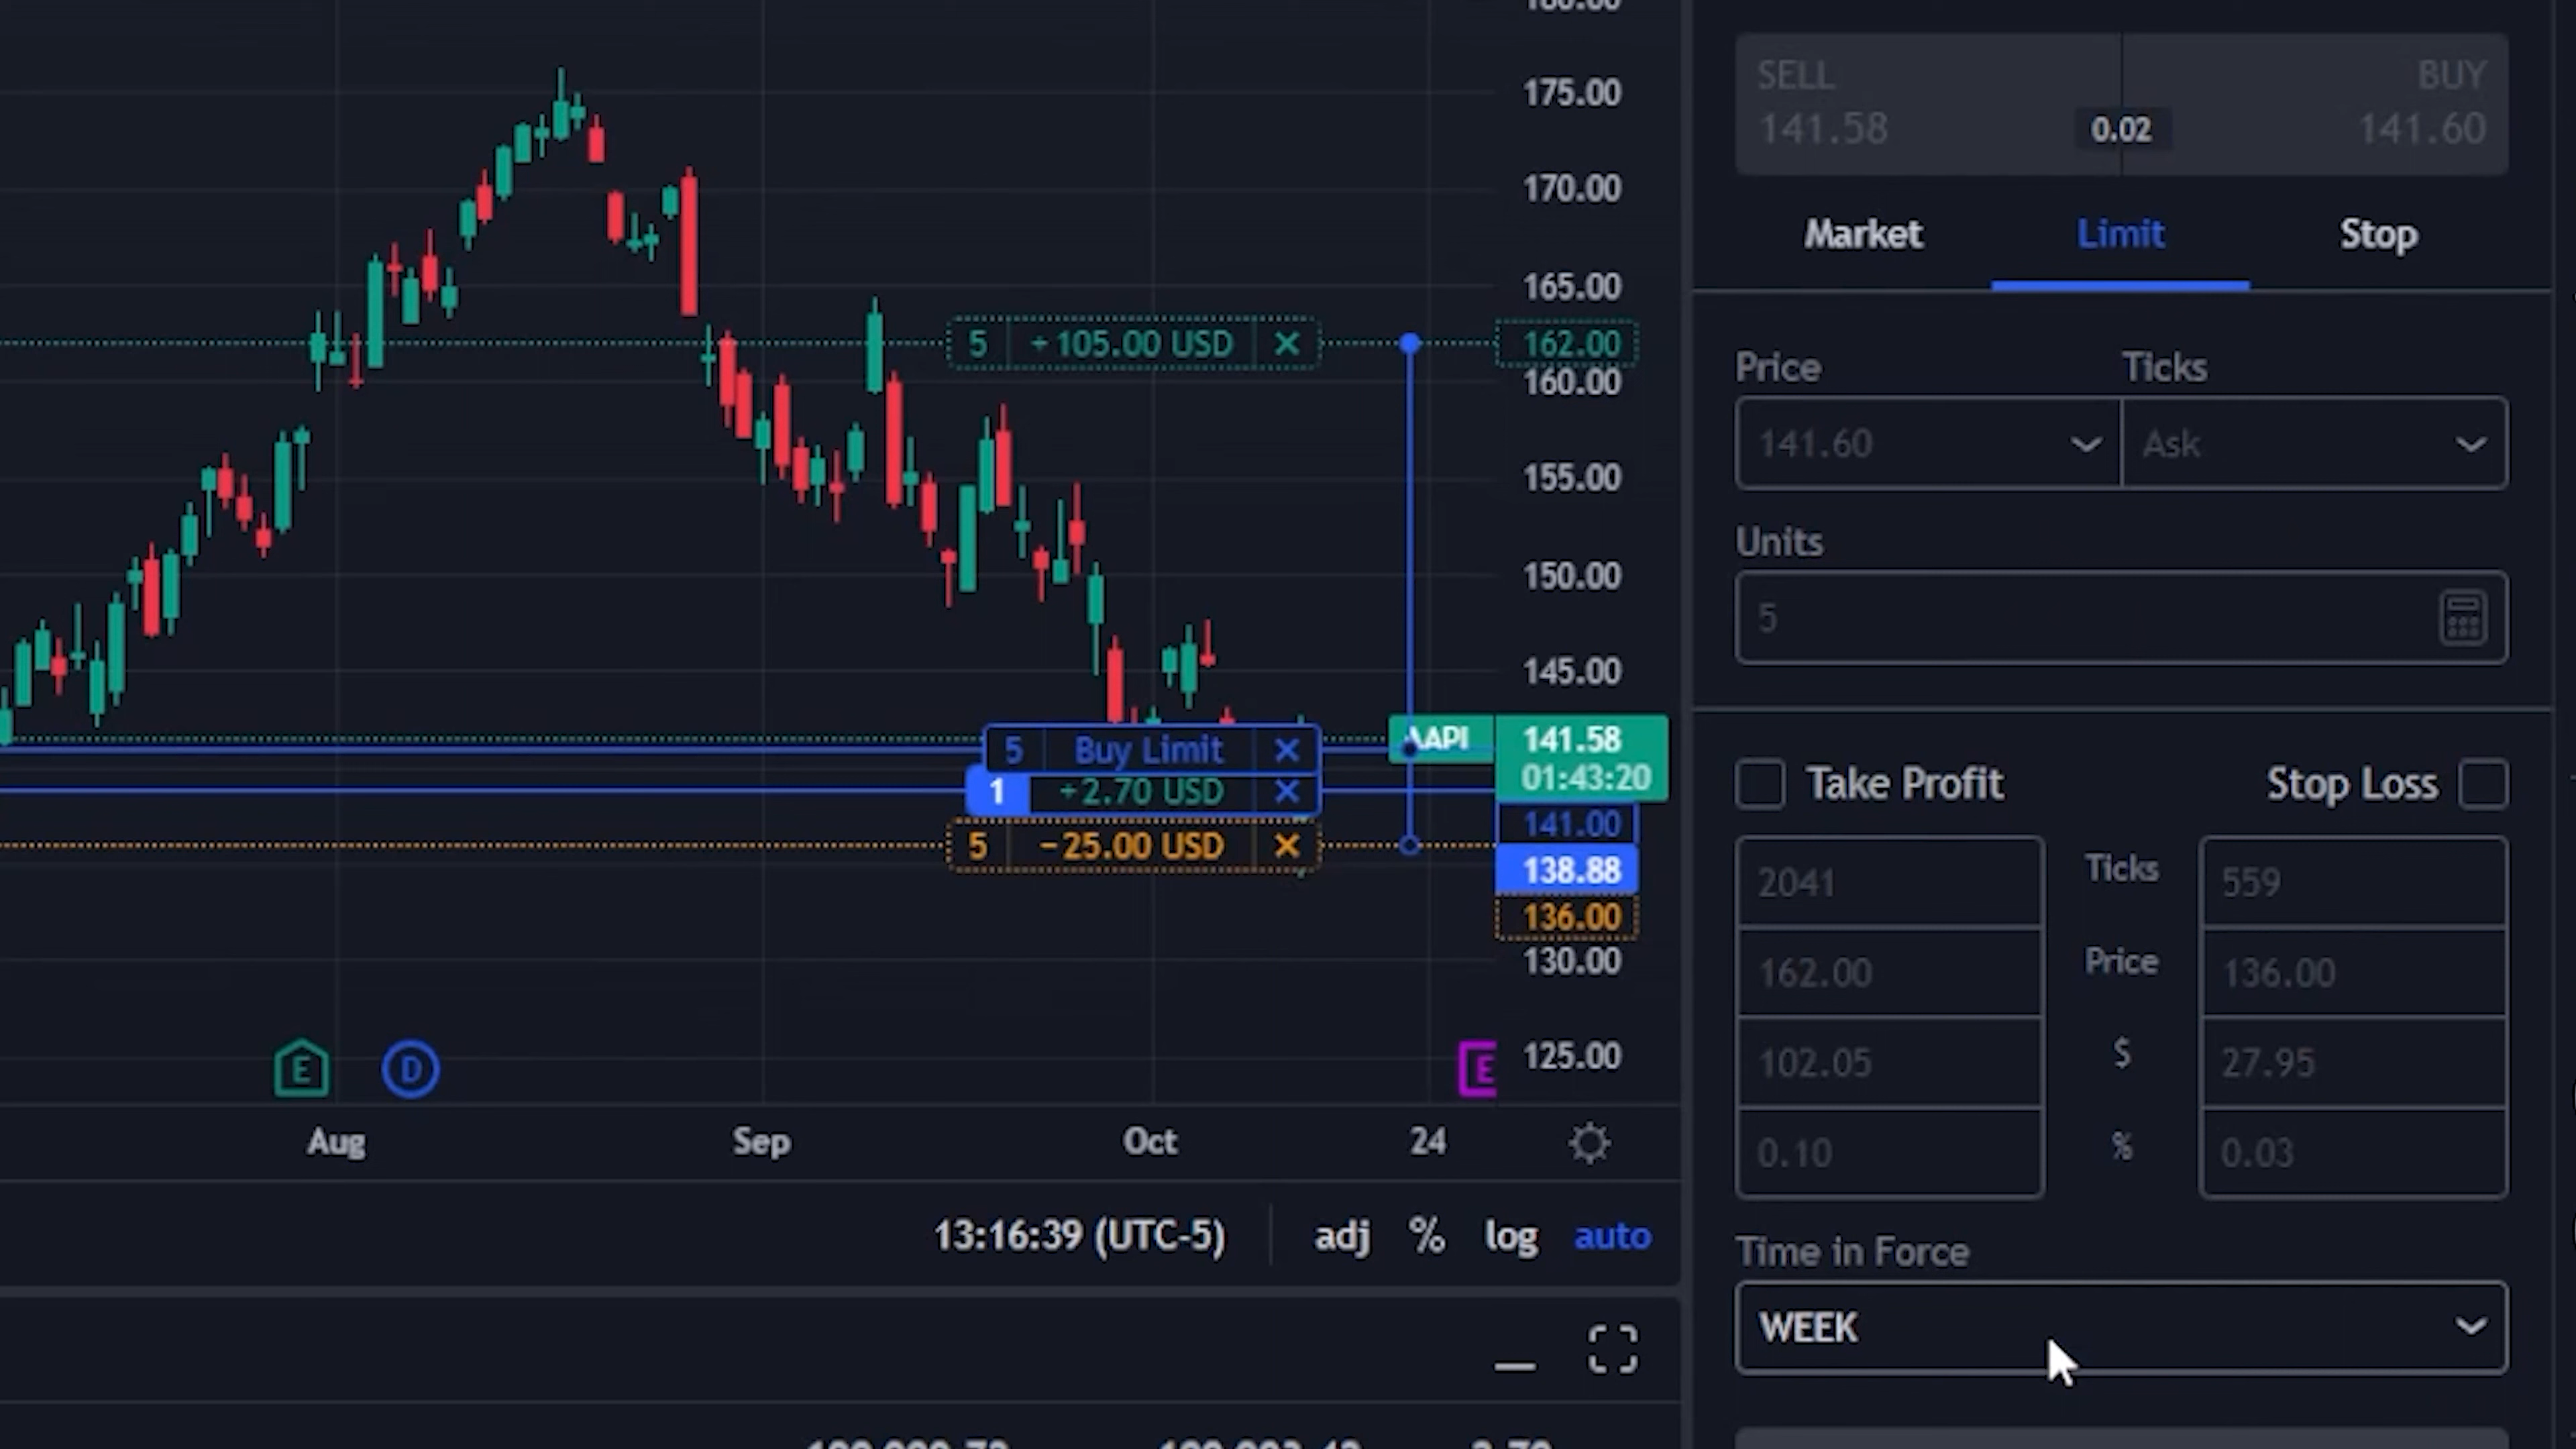 175.00
170.00
165.00
5 +105.00 USD × 162.00
160.00
155.00
150.00
145.00
5 Buy Limit × AAPL 141.58
01:43:20
1 +2.70 USD ×
141.00
5 −25.00 USD ×
138.88
136.00
130.00
E D E 125.00
Aug Sep Oct 24
13:16:39 (UTC-5) adj % log auto
SELL BUY
141.58 0.02 141.60
Market Limit Stop
Price Ticks
141.60 Ask
Units
5
Take Profit Stop Loss
2041 Ticks 559
162.00 Price 136.00
102.05 $ 27.95
0.10 % 0.03
Time in Force
WEEK